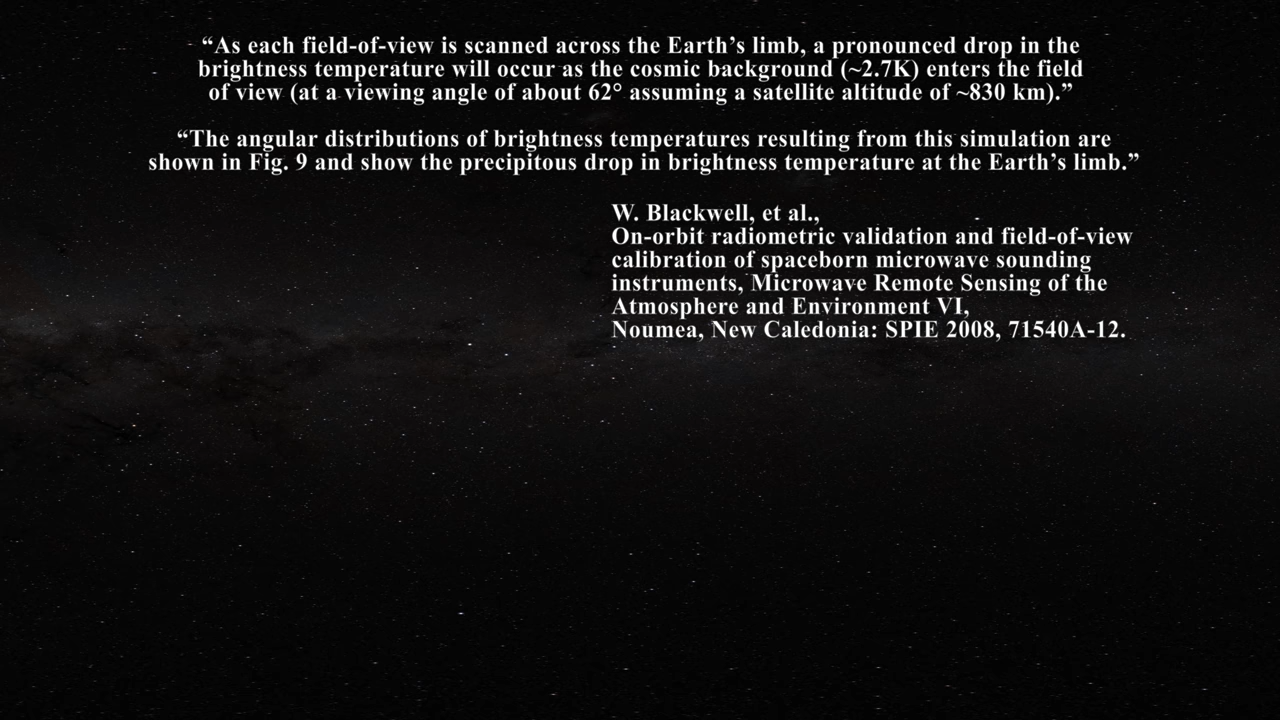 “As each field-of-view is scanned across the Earth’s limb, a pronounced drop in the
brightness temperature will occur as the cosmic background (~2.7K) enters the field
of view (at a viewing angle of about 62° assuming a satellite altitude of ~830 km).”
“The angular distributions of brightness temperatures resulting from this simulation are
shown in Fig. 9 and show the precipitous drop in brightness temperature at the Earth’s limb.”
W. Blackwell, et al.,
On-orbit radiometric validation and field-of-view
calibration of spaceborn microwave sounding
instruments, Microwave Remote Sensing of the
Atmosphere and Environment VI,
Noumea, New Caledonia: SPIE 2008, 71540A-12.